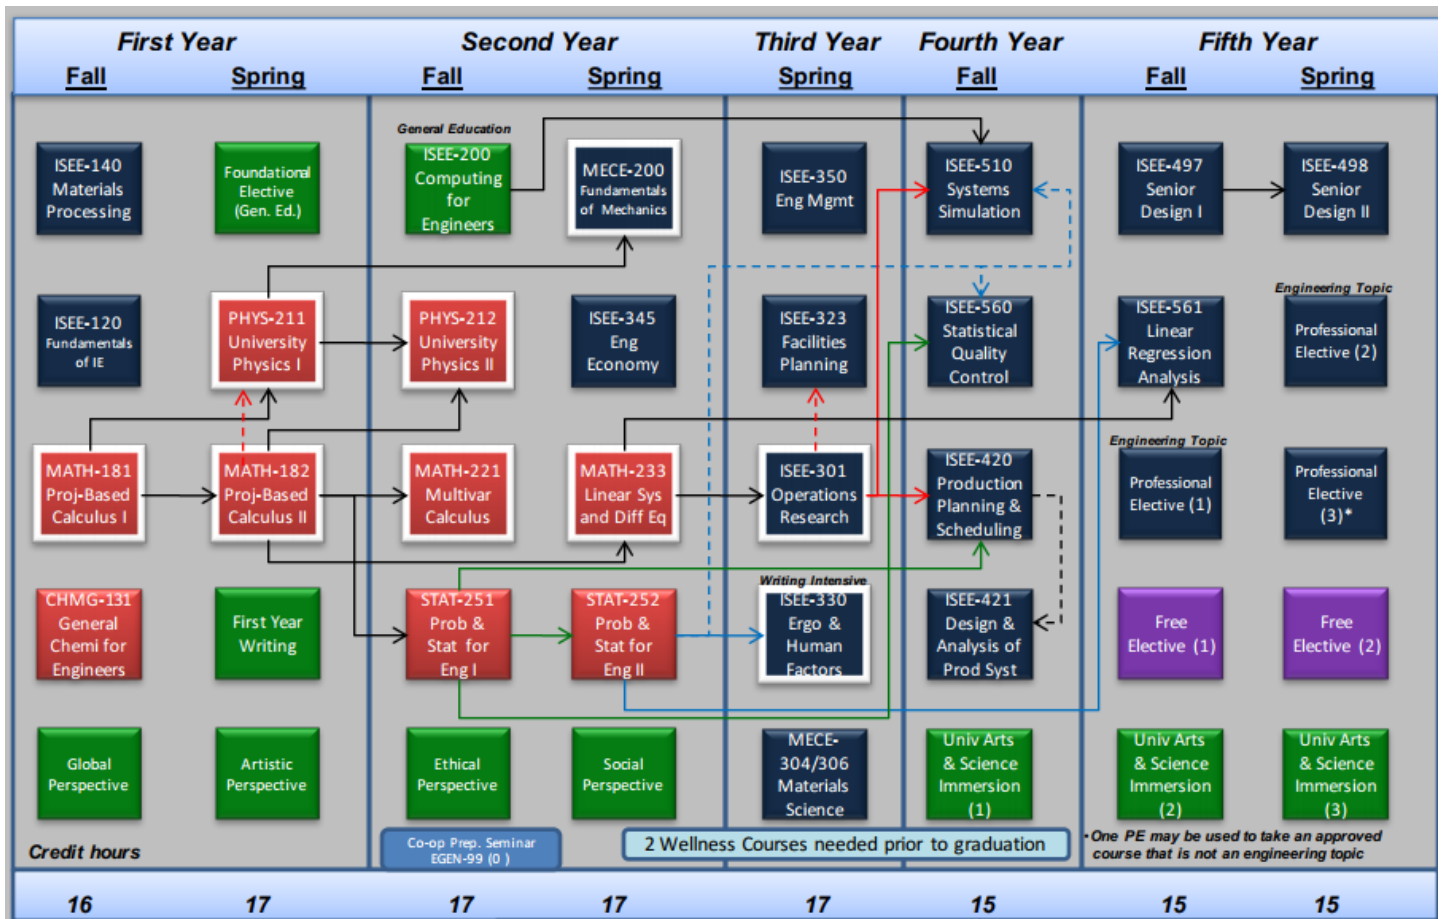 First Year
Second Year
Third Year
Fourth Year
Fifth Year
Fall
Spring
Fall
Spring
Spring
Fall
Fall
Spring
ISEE-140
Materials
Processing
Foundational
Elective
(Gen. Ed.)
General Education
ISEE-200
Computing
for
Engineers
MECE-200
Fundamentals
of Mechanics
ISEE-350
Eng Mgmt
ISEE-510
Systems
Simulation
ISEE-497
Senior
Design I
ISEE-498
Senior
Design II
ISEE-120
Fundamentals
of IE
PHYS-211
University
Physics I
PHYS-212
University
Physics II
ISEE-345
Eng
Economy
ISEE-323
Facilities
Planning
ISEE-560
Statistical
Quality
Control
ISEE-561
Linear
Regression
Analysis
Engineering Topic
Professional
Elective (2)
MATH-181
Proj-Based
Calculus I
MATH-182
Proj-Based
Calculus II
MATH-221
Multivar
Calculus
MATH-233
Linear Sys
and Diff Eq
ISEE-301
Operations
Research
ISEE-420
Production
Planning &
Scheduling
Engineering Topic
Professional
Elective (1)
Professional
Elective
(3)*
CHMG-131
General
Chemi for
Engineers
First Year
Writing
STAT-251
Prob &
Stat for
Eng I
STAT-252
Prob &
Stat for
Eng II
Writing Intensive
ISEE-330
Ergo &
Human
Factors
ISEE-421
Design &
Analysis of
Prod Syst
Free
Elective (1)
Free
Elective (2)
Global
Perspective
Artistic
Perspective
Ethical
Perspective
Social
Perspective
MECE-
304/306
Materials
Science
Univ Arts
& Science
Immersion
(1)
Univ Arts
& Science
Immersion
(2)
Univ Arts
& Science
Immersion
(3)
Credit hours
Co-op Prep. Seminar
EGEN-99 (0 )
2 Wellness Courses needed prior to graduation
•One PE may be used to take an approved
course that is not an engineering topic
16
17
17
17
17
15
15
15